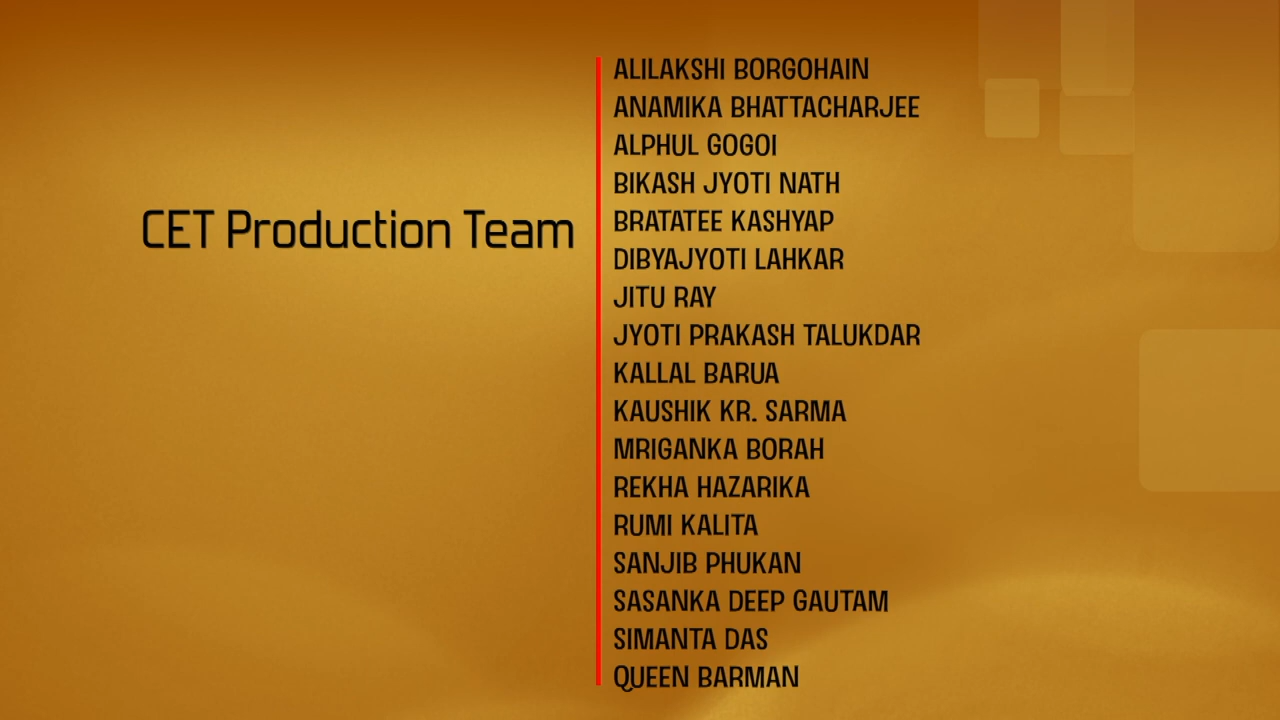 CET Production Team
ALILAKSHI BORGOHAIN
ANAMIKA BHATTACHARJEE
ALPHUL GOGOI
BIKASH JYOTI NATH
BRATATEE KASHYAP
DIBYAJYOTI LAHKAR
JITU RAY
JYOTI PRAKASH TALUKDAR
KALLAL BARUA
KAUSHIK KR. SARMA
MRIGANKA BORAH
REKHA HAZARIKA
RUMI KALITA
SANJIB PHUKAN
SASANKA DEEP GAUTAM
SIMANTA DAS
QUEEN BARMAN